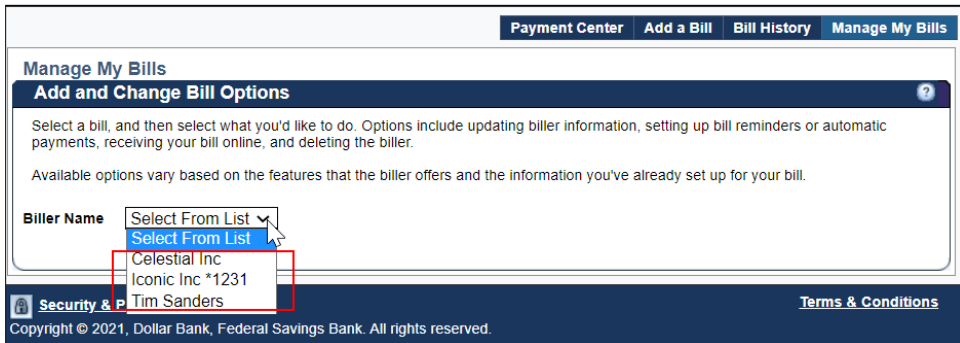 Payment Center Add a Bill Bill History Manage My Bills
Manage My Bills
Add and Change Bill Options ?
Select a bill, and then select what you'd like to do. Options include updating biller information, setting up bill reminders or automatic
payments, receiving your bill online, and deleting the biller.
Available options vary based on the features that the biller offers and the information you've already set up for your bill.
Biller Name Select From List
Select From List
Celestial Inc
Iconic Inc *1231
Tim Sanders
Security & P Terms & Conditions
Copyright © 2021, Dollar Bank, Federal Savings Bank. All rights reserved.